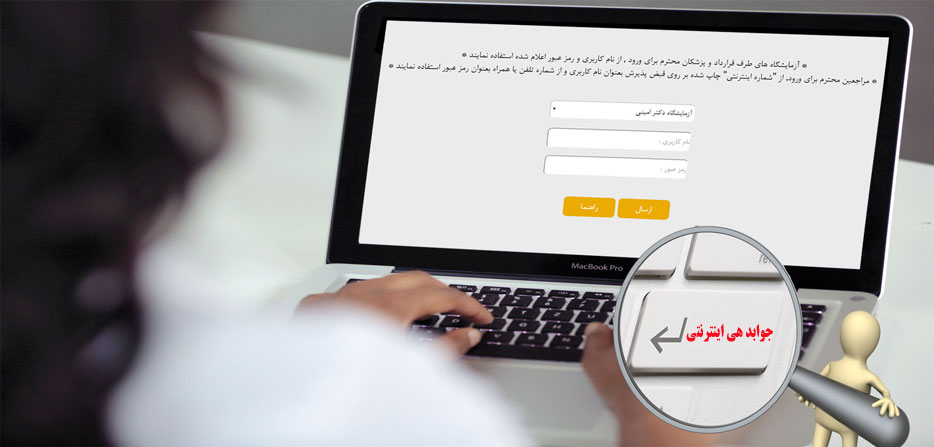 * آزمایشگاه های طرف قرارداد و پزشکان محترم برای ورود , از نام کاربری و رمز عبور اعلام شده استفاده نمایند *
* مراجعین محترم برای ورود, از "شماره اینترنتی" چاپ شده بر روی قبض پذیرش بعنوان نام کاربری و از شماره تلفن یا همراه بعنوان رمز عبور استفاده نمایند *
آزمایشگاه دکتر امینی
نام کاربری :
رمز عبور :
ارسال راهنما
MacBook Pro
جوابد هی اینترنتی